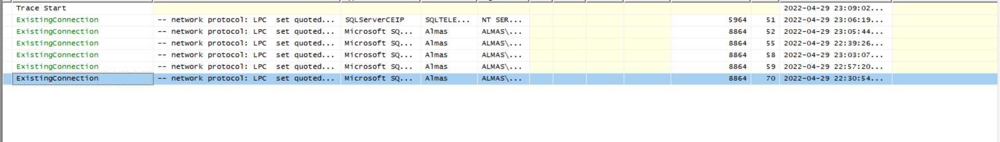 Trace Start 2022-04-29 23:09:02...
ExistingConnection -- network protocol: LPC set quoted... SQLServerCEIP SQLTELE... NT SER... 5964 51 2022-04-29 23:06:19...
ExistingConnection -- network protocol: LPC set quoted... Microsoft SQ... Almas ALMAS\... 8864 52 2022-04-29 23:05:44...
ExistingConnection -- network protocol: LPC set quoted... Microsoft SQ... Almas ALMAS\... 8864 55 2022-04-29 22:39:26...
ExistingConnection -- network protocol: LPC set quoted... Microsoft SQ... Almas ALMAS\... 8864 58 2022-04-29 23:03:07...
ExistingConnection -- network protocol: LPC set quoted... Microsoft SQ... Almas ALMAS\... 8864 59 2022-04-29 22:57:20...
ExistingConnection -- network protocol: LPC set quoted... Microsoft SQ... Almas ALMAS\... 8864 70 2022-04-29 22:30:54...